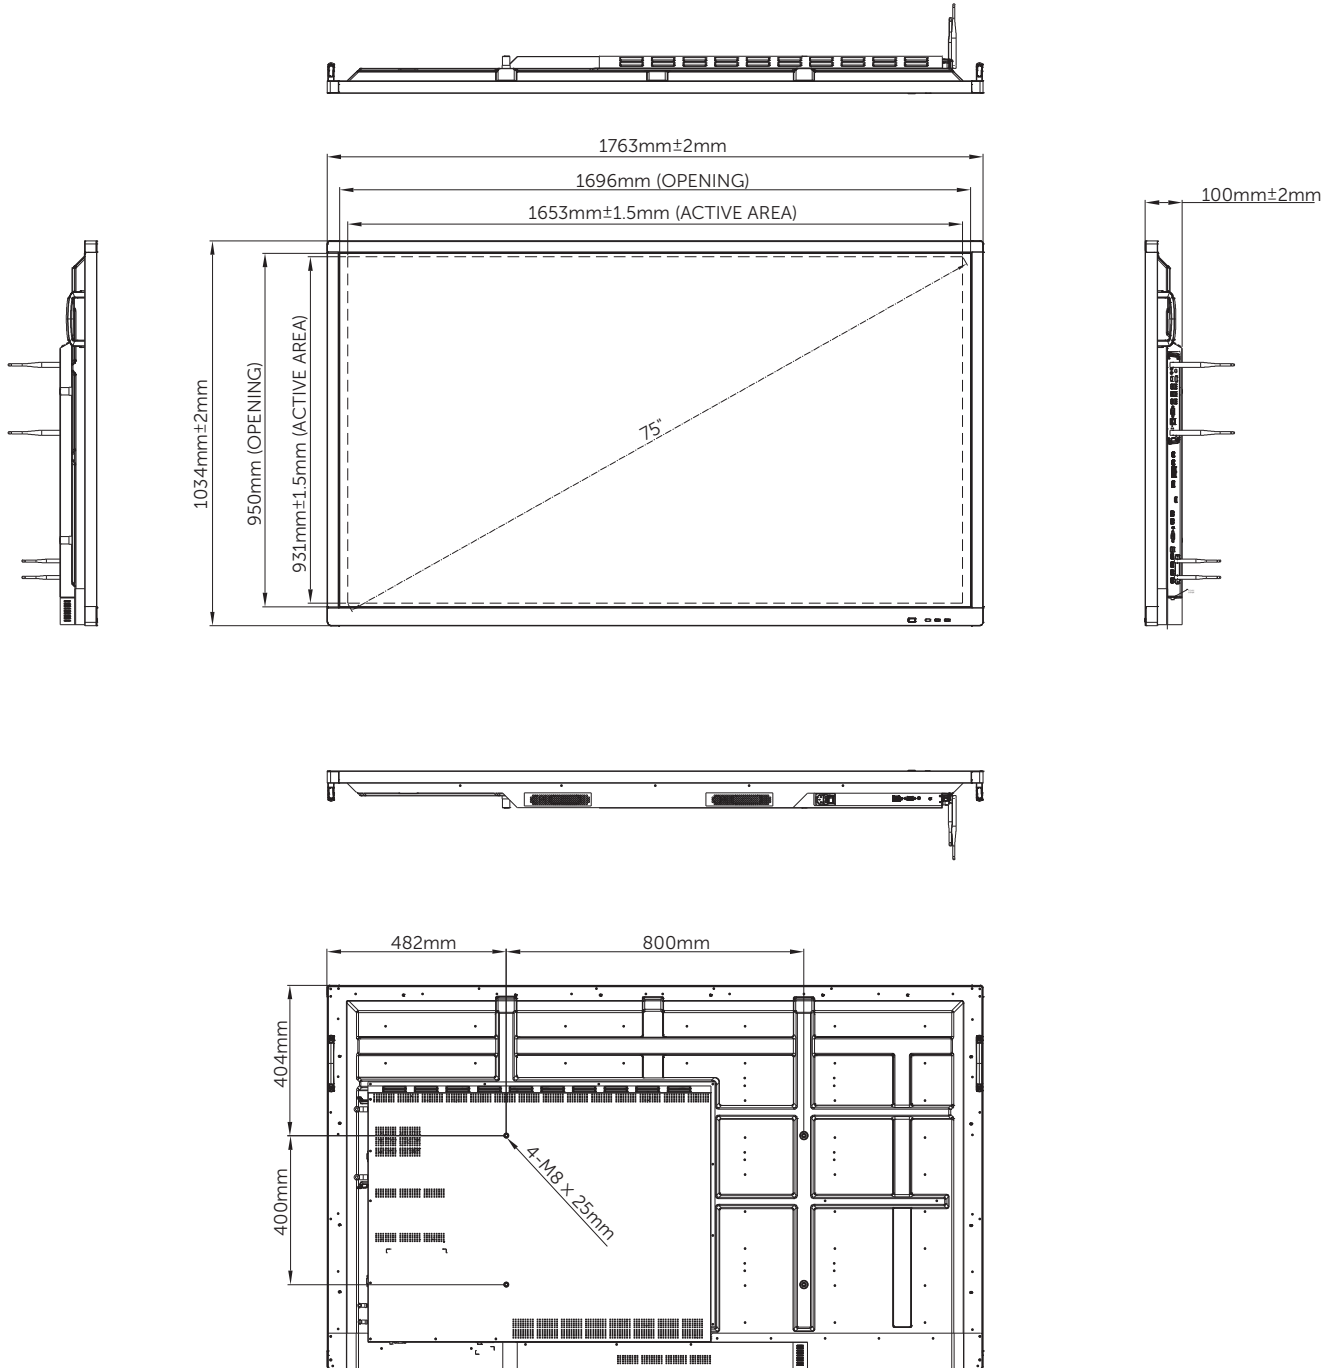 1763mm±2mm
1696mm (OPENING)
1653mm±1.5mm (ACTIVE AREA)
100mm±2mm
1034mm±2mm
950mm (OPENING)
931mm±1.5mm (ACTIVE AREA)
75"
482mm
800mm
404mm
400mm
4-M8 x 25mm